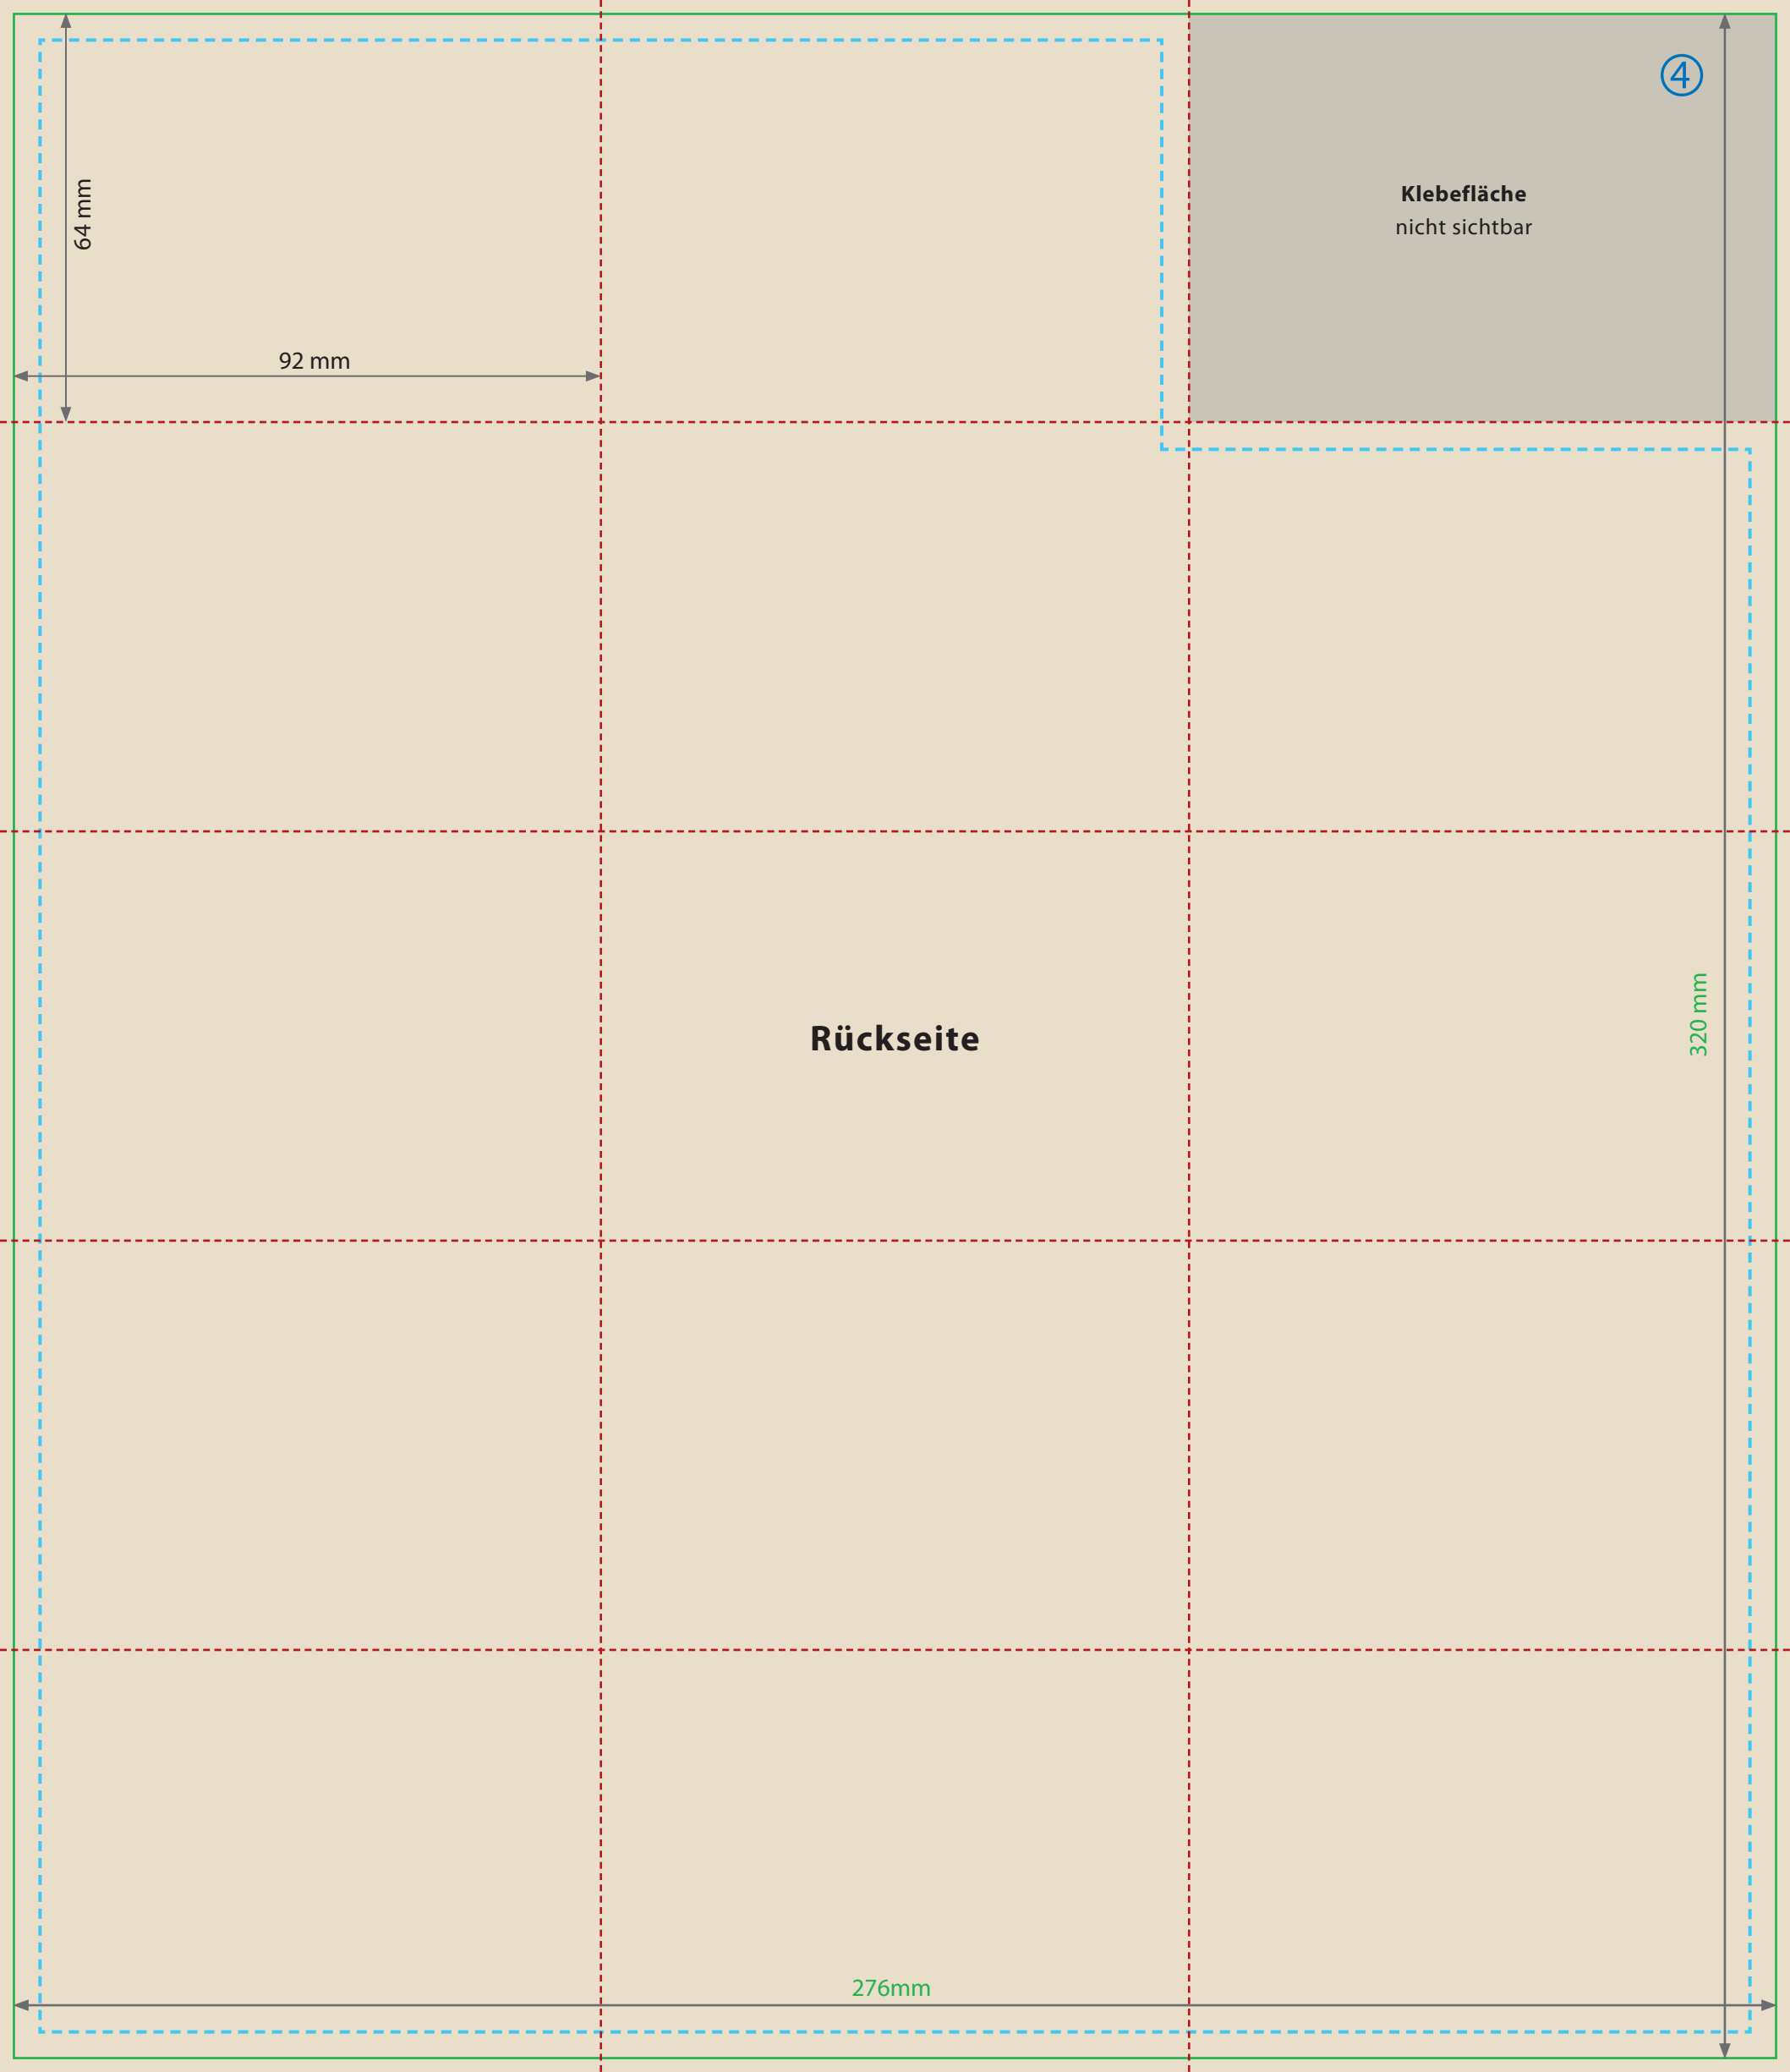 ④
Klebefläche
nicht sichtbar
64 mm
92 mm
Rückseite
320 mm
276mm